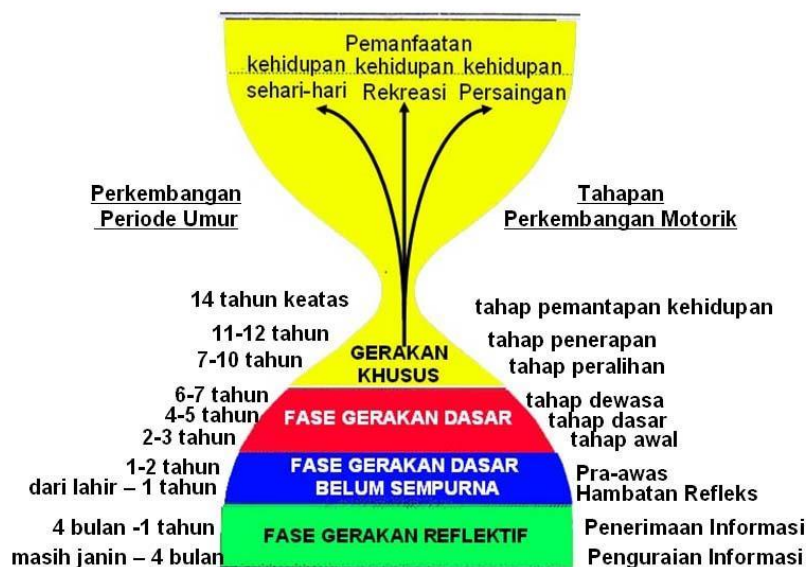 Pemanfaatan
kehidupan kehidupan kehidupan
sehari-hari Rekreasi Persaingan
Perkembangan
Periode Umur
Tahapan
Perkembangan Motorik
14 tahun keatas
tahap pemantapan kehidupan
11-12 tahun
tahap penerapan
7-10 tahun
GERAKAN
KHUSUS
tahap peralihan
6-7 tahun
tahap dewasa
4-5 tahun
FASE GERAKAN DASAR
tahap dasar
2-3 tahun
tahap awal
1-2 tahun
FASE GERAKAN DASAR
BELUM SEMPURNA
Pra-awas
dari lahir – 1 tahun
Hambatan Refleks
4 bulan -1 tahun
FASE GERAKAN REFLEKTIF
Penerimaan Informasi
masih janin – 4 bulan
Penguraian Informasi